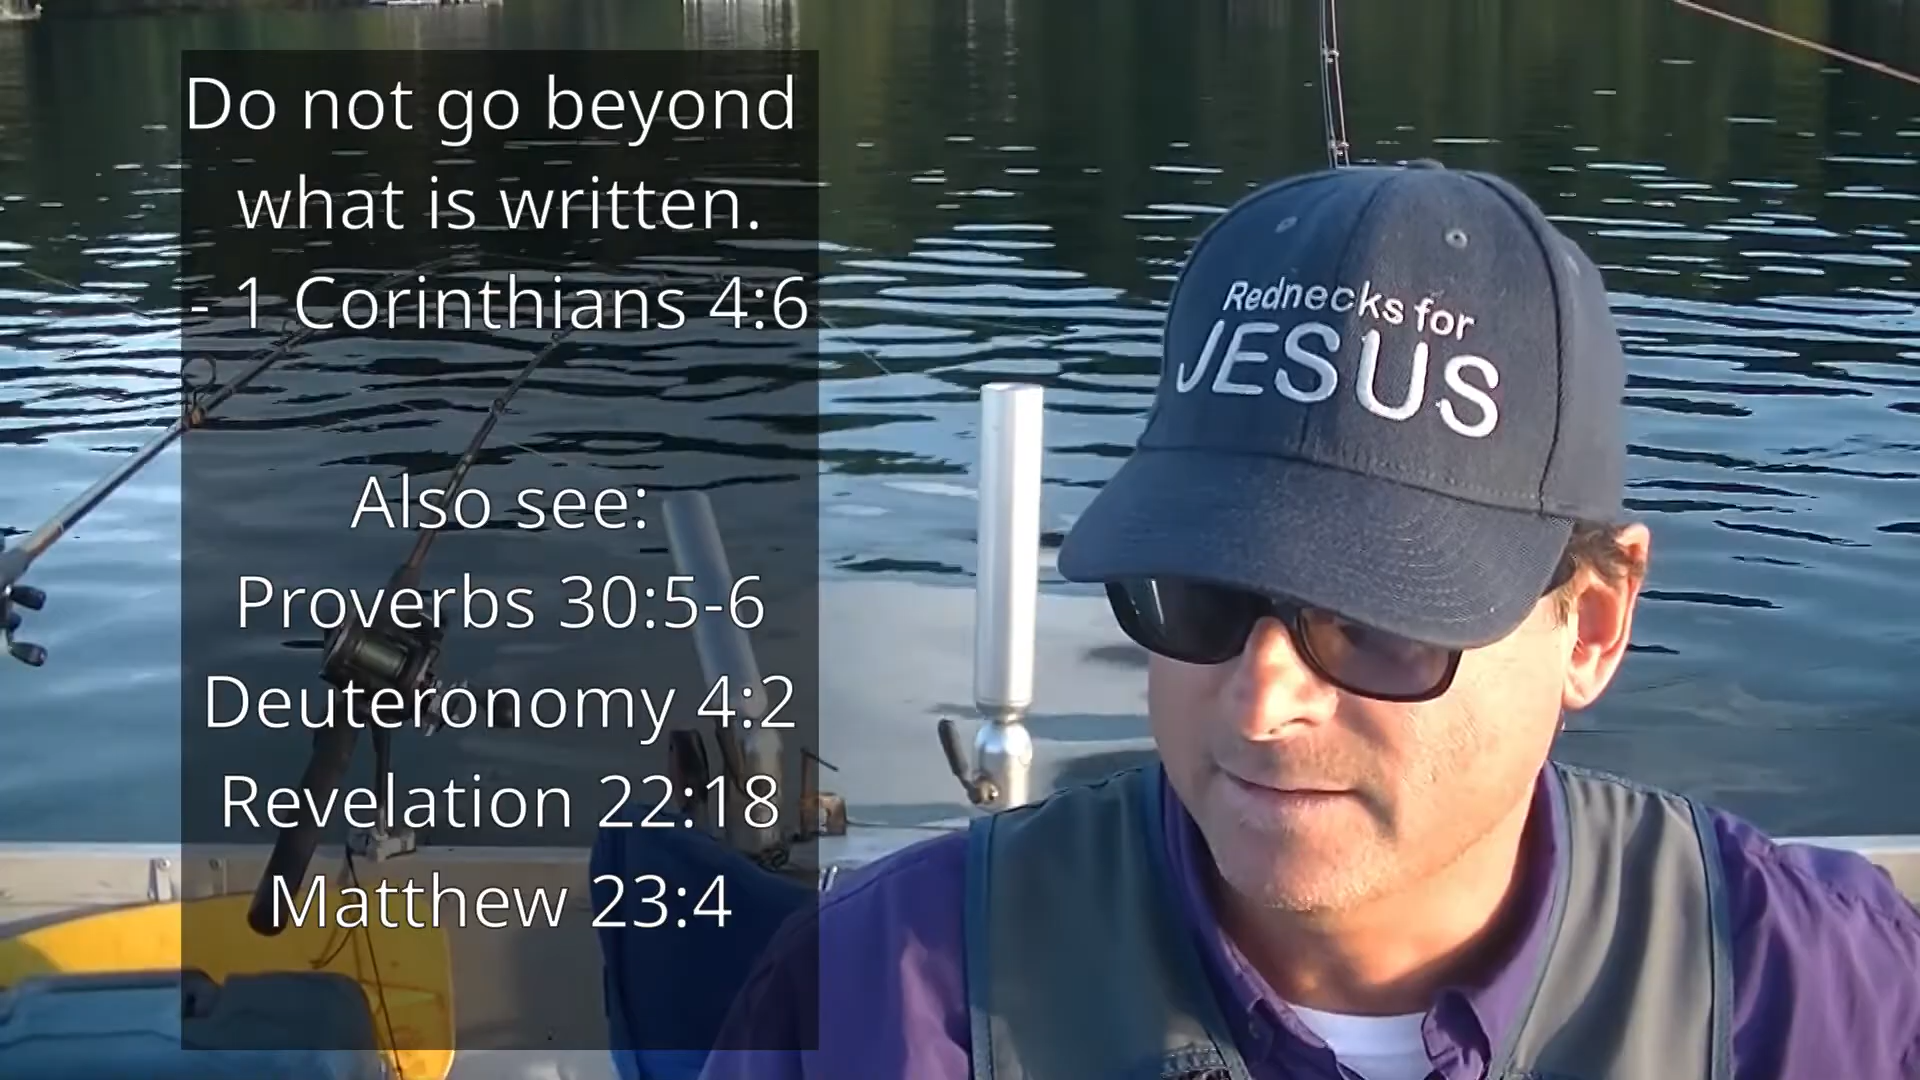 Do not go beyond
what is written.
- 1 Corinthians 4:6
Also see:
Proverbs 30:5-6
Deuteronomy 4:2
Revelation 22:18
Matthew 23:4
Rednecks for
JESUS